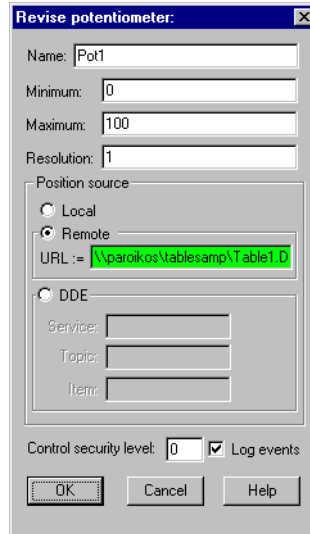 Revise potentiometer:
Name: Pot1
Minimum: 0
Maximum: 100
Resolution: 1
Position source
Local
Remote
URL := \\paroikos\tablesamp\Table1.D
DDE
Service:
Topic:
Item:
Control security level: 0 Log events
OK Cancel Help